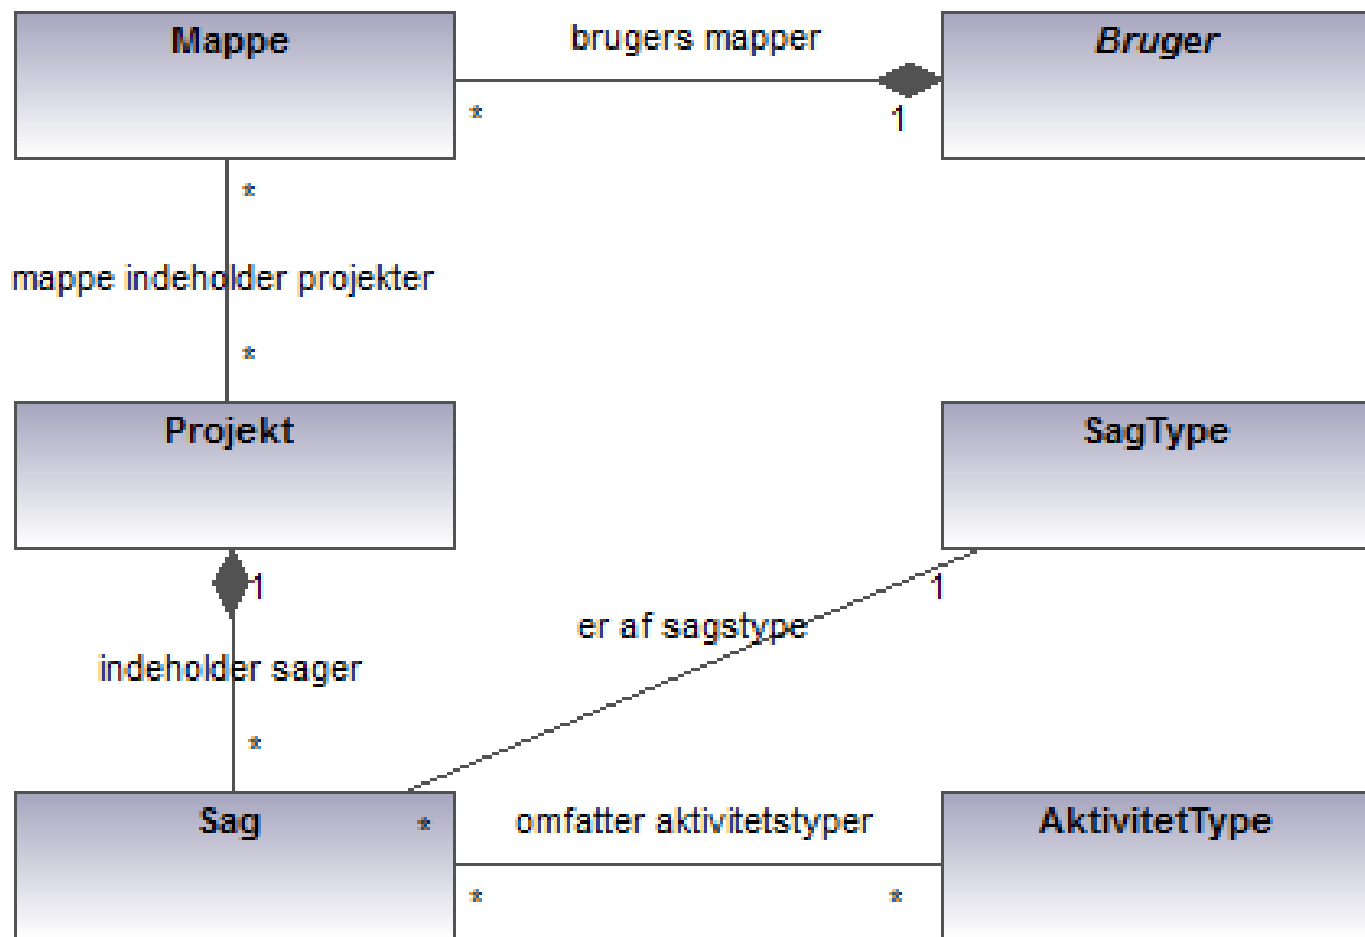 Mappe
brugers mapper
Bruger
*
1
*
mappe indeholder projekter
*
Projekt
SagType
1
1
er af sagstype
indeholder sager
*
Sag
*
omfatter aktivitetstyper
AktivitetType
*
*